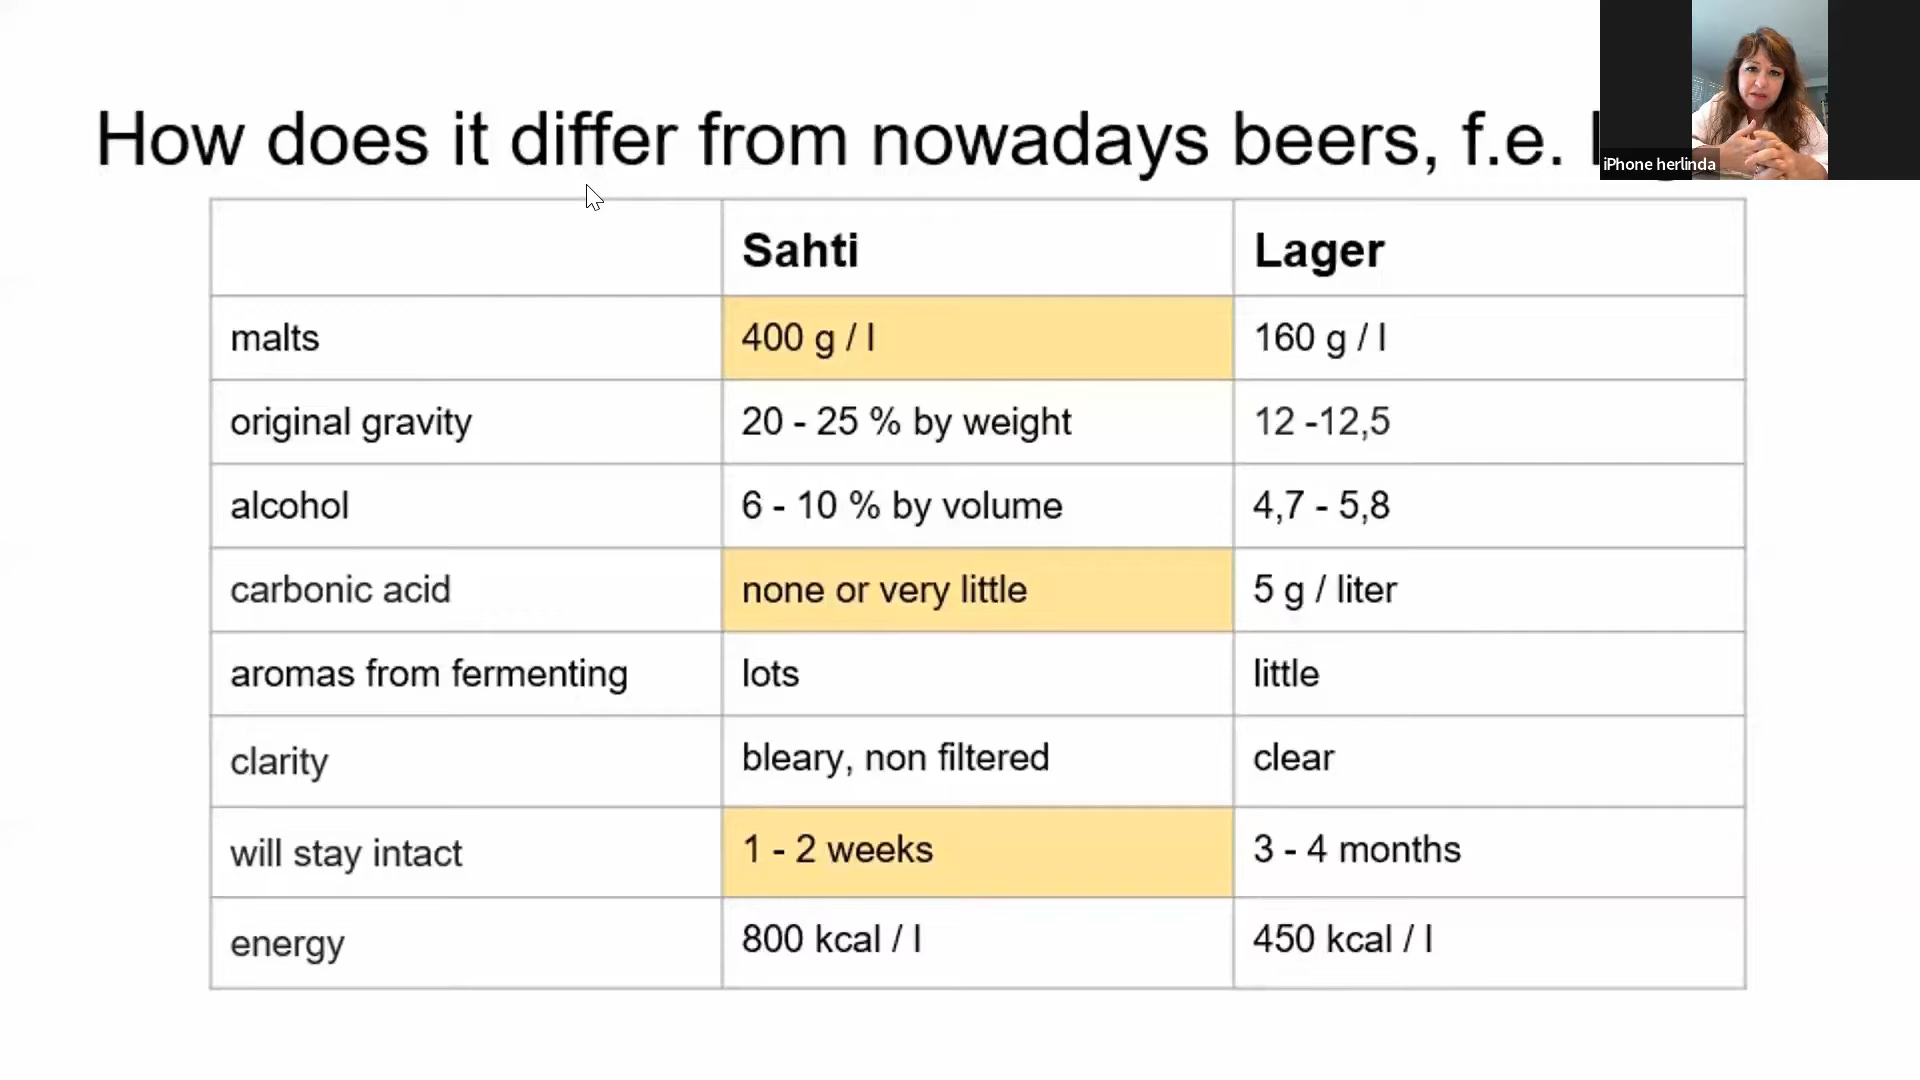 How does it differ from nowadays beers, f.e.
iPhone herlinda
Sahti Lager
malts 400 g / l 160 g / l
original gravity 20 - 25 % by weight 12 -12,5
alcohol 6 - 10 % by volume 4,7 - 5,8
carbonic acid none or very little 5 g / liter
aromas from fermenting lots little
clarity bleary, non filtered clear
will stay intact 1 - 2 weeks 3 - 4 months
energy 800 kcal / l 450 kcal / l